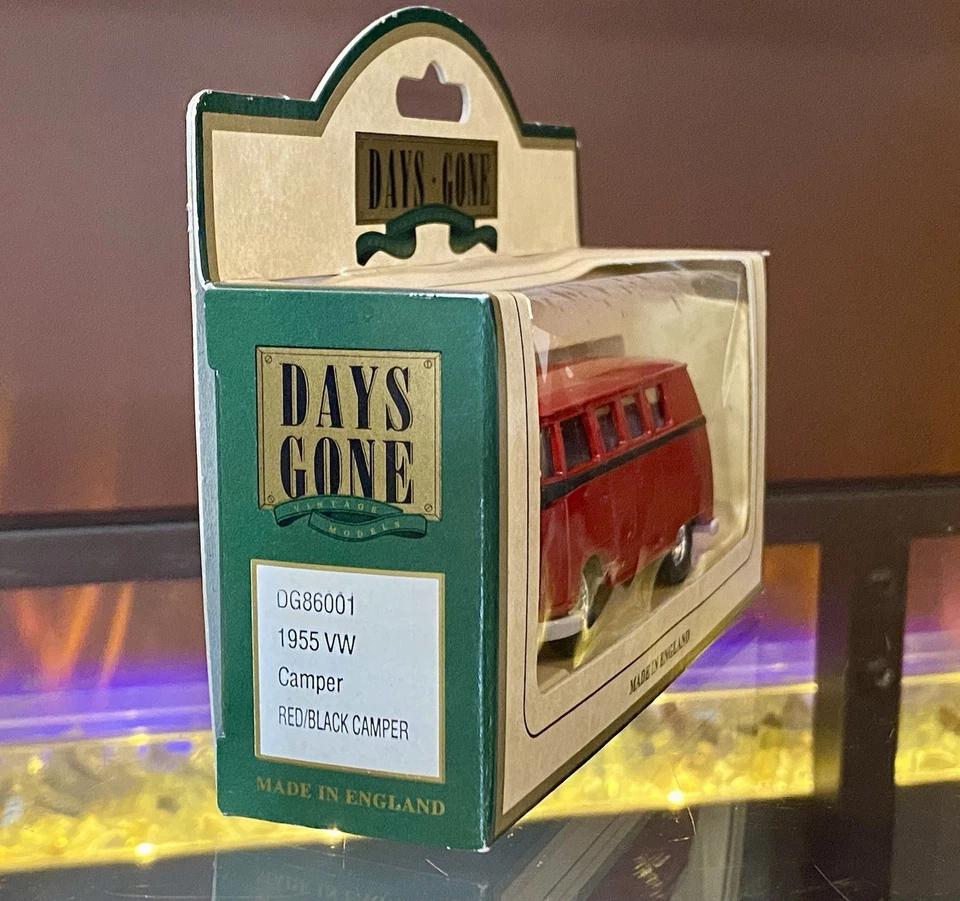 DAYS · GONE
DAYS
GONE
VINTAGE
MODELS
DG86001
1955 VW
Camper
RED/BLACK CAMPER
MADE IN ENGLAND
MADE IN ENGLAND